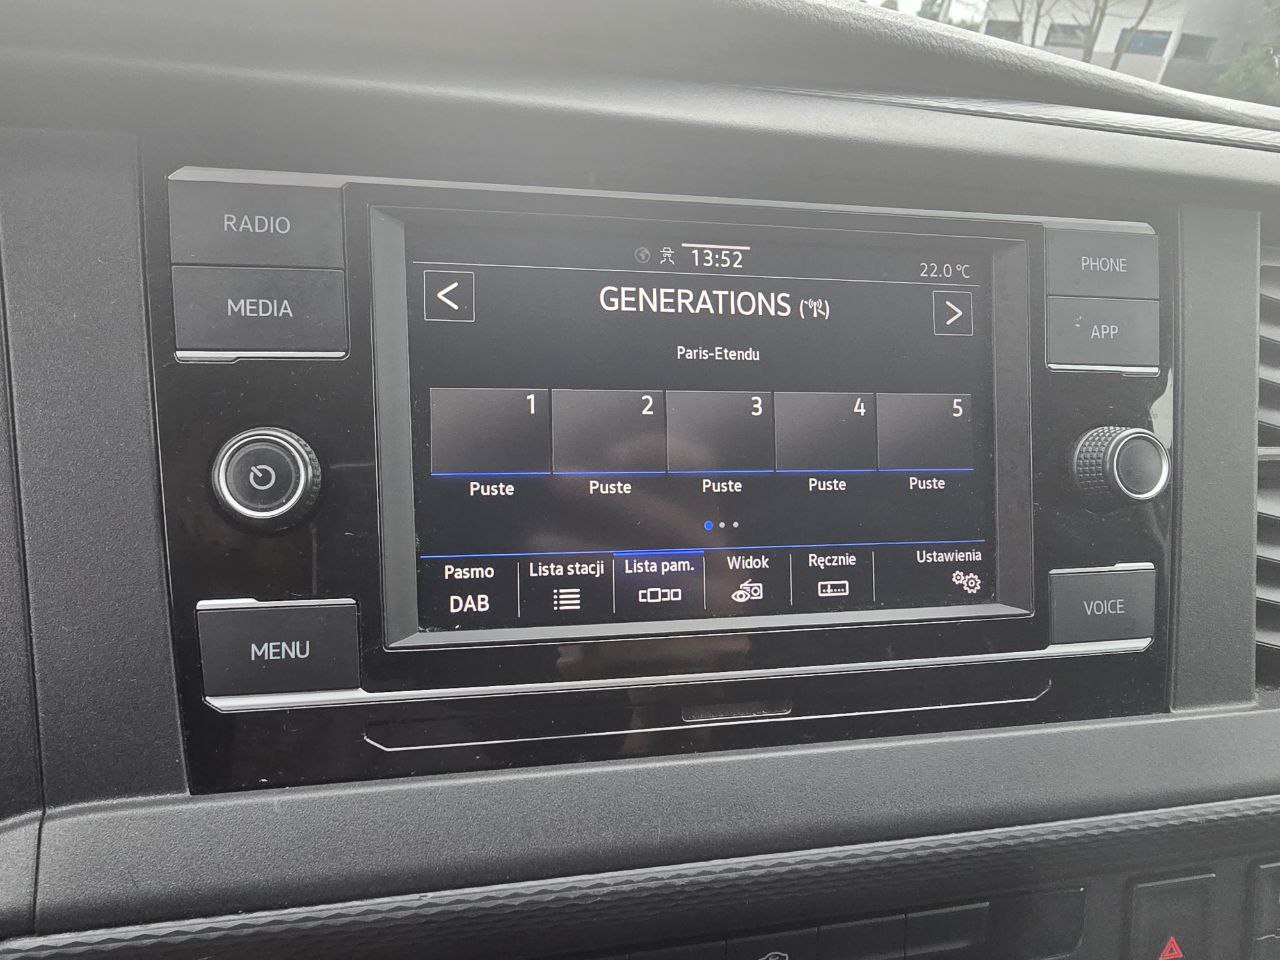 RADIO
MEDIA
MENU
13:52
22.0 °C
<
GENERATIONS
>
Paris-Etendu
1 2 3 4 5
Puste Puste Puste Puste Puste
Pasmo Lista stacji Lista pam. Widok Ręcznie Ustawienia
DAB
PHONE
APP
VOICE